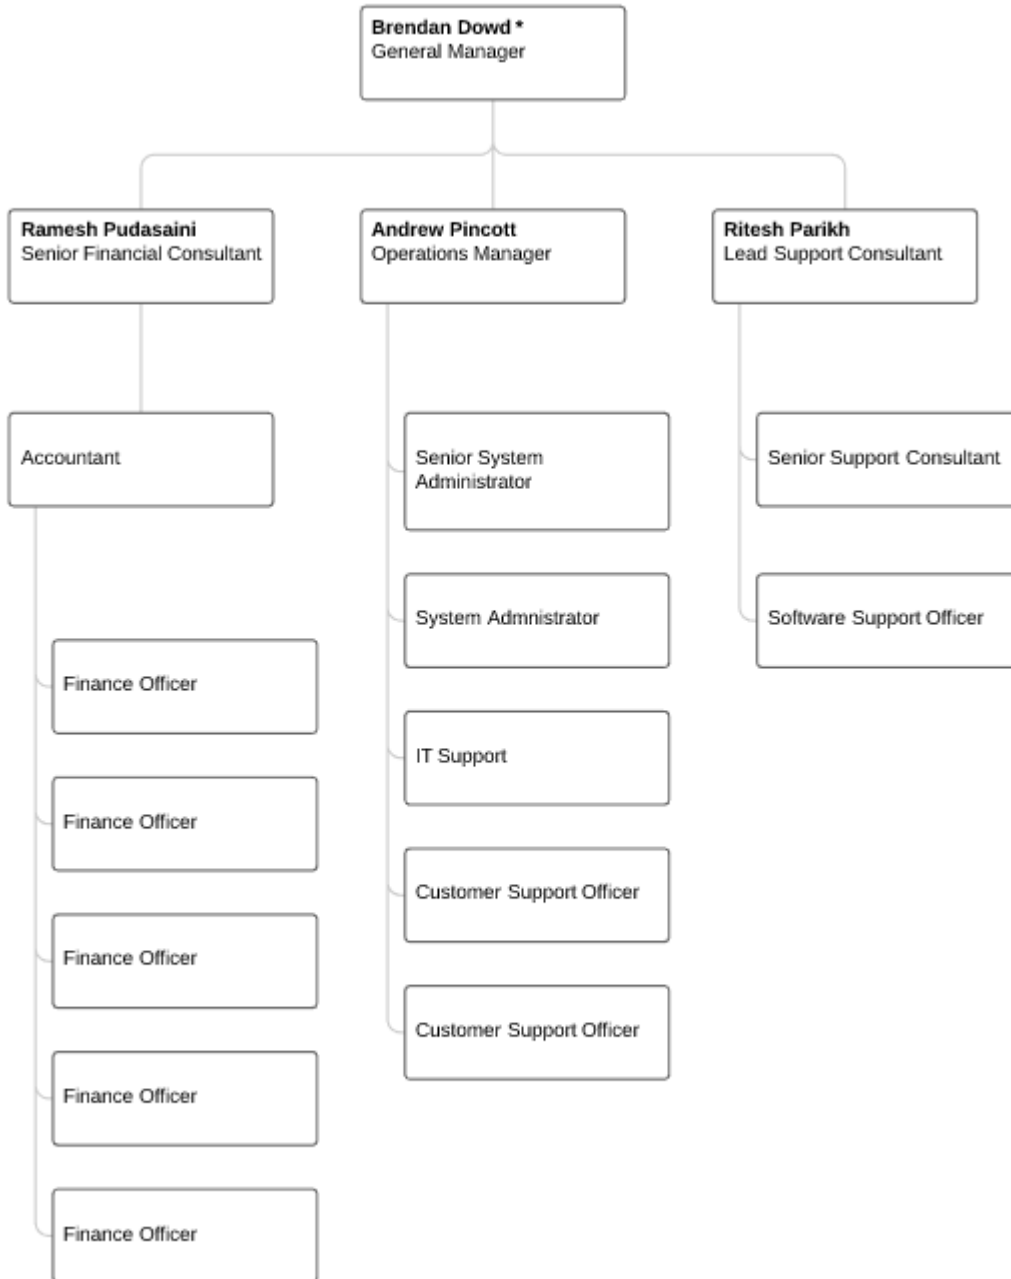 Brendan Dowd *
General Manager
Ramesh Pudasaini
Senior Financial Consultant
Andrew Pincott
Operations Manager
Ritesh Parikh
Lead Support Consultant
Accountant
Senior System
Administrator
Senior Support Consultant
System Admnistrator
Software Support Officer
Finance Officer
IT Support
Finance Officer
Customer Support Officer
Finance Officer
Customer Support Officer
Finance Officer
Finance Officer